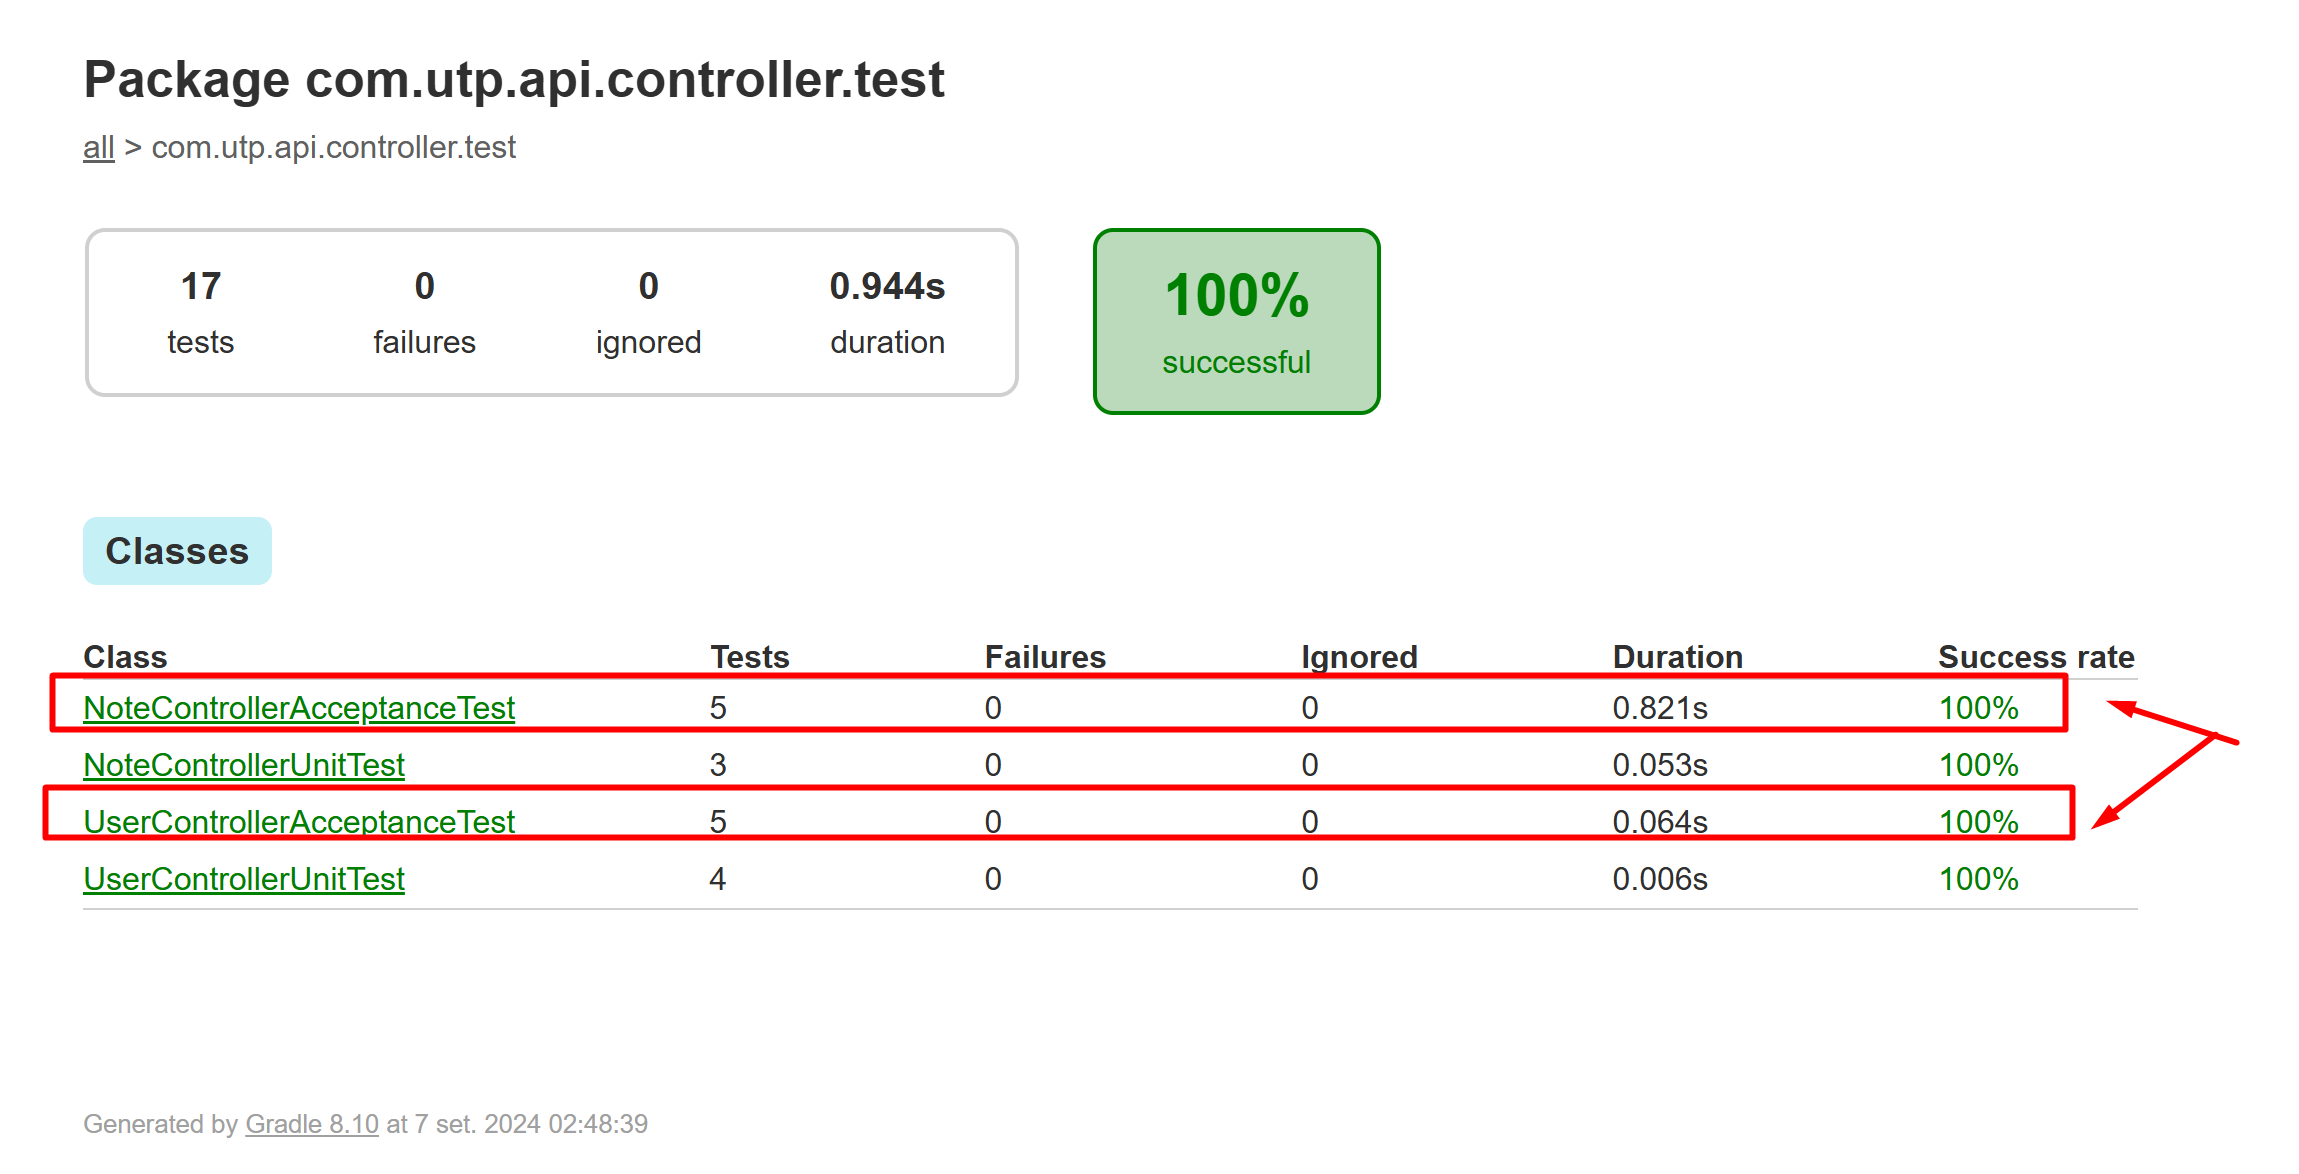 Package com.utp.api.controller.test
all > com.utp.api.controller.test
17 0 0 0.944s
tests failures ignored duration
100%
successful
Classes
Class Tests Failures Ignored Duration Success rate
NoteControllerAcceptanceTest 5 0 0 0.821s 100%
NoteControllerUnitTest 3 0 0 0.053s 100%
UserControllerAcceptanceTest 5 0 0 0.064s 100%
UserControllerUnitTest 4 0 0 0.006s 100%
Generated by Gradle 8.10 at 7 set. 2024 02:48:39